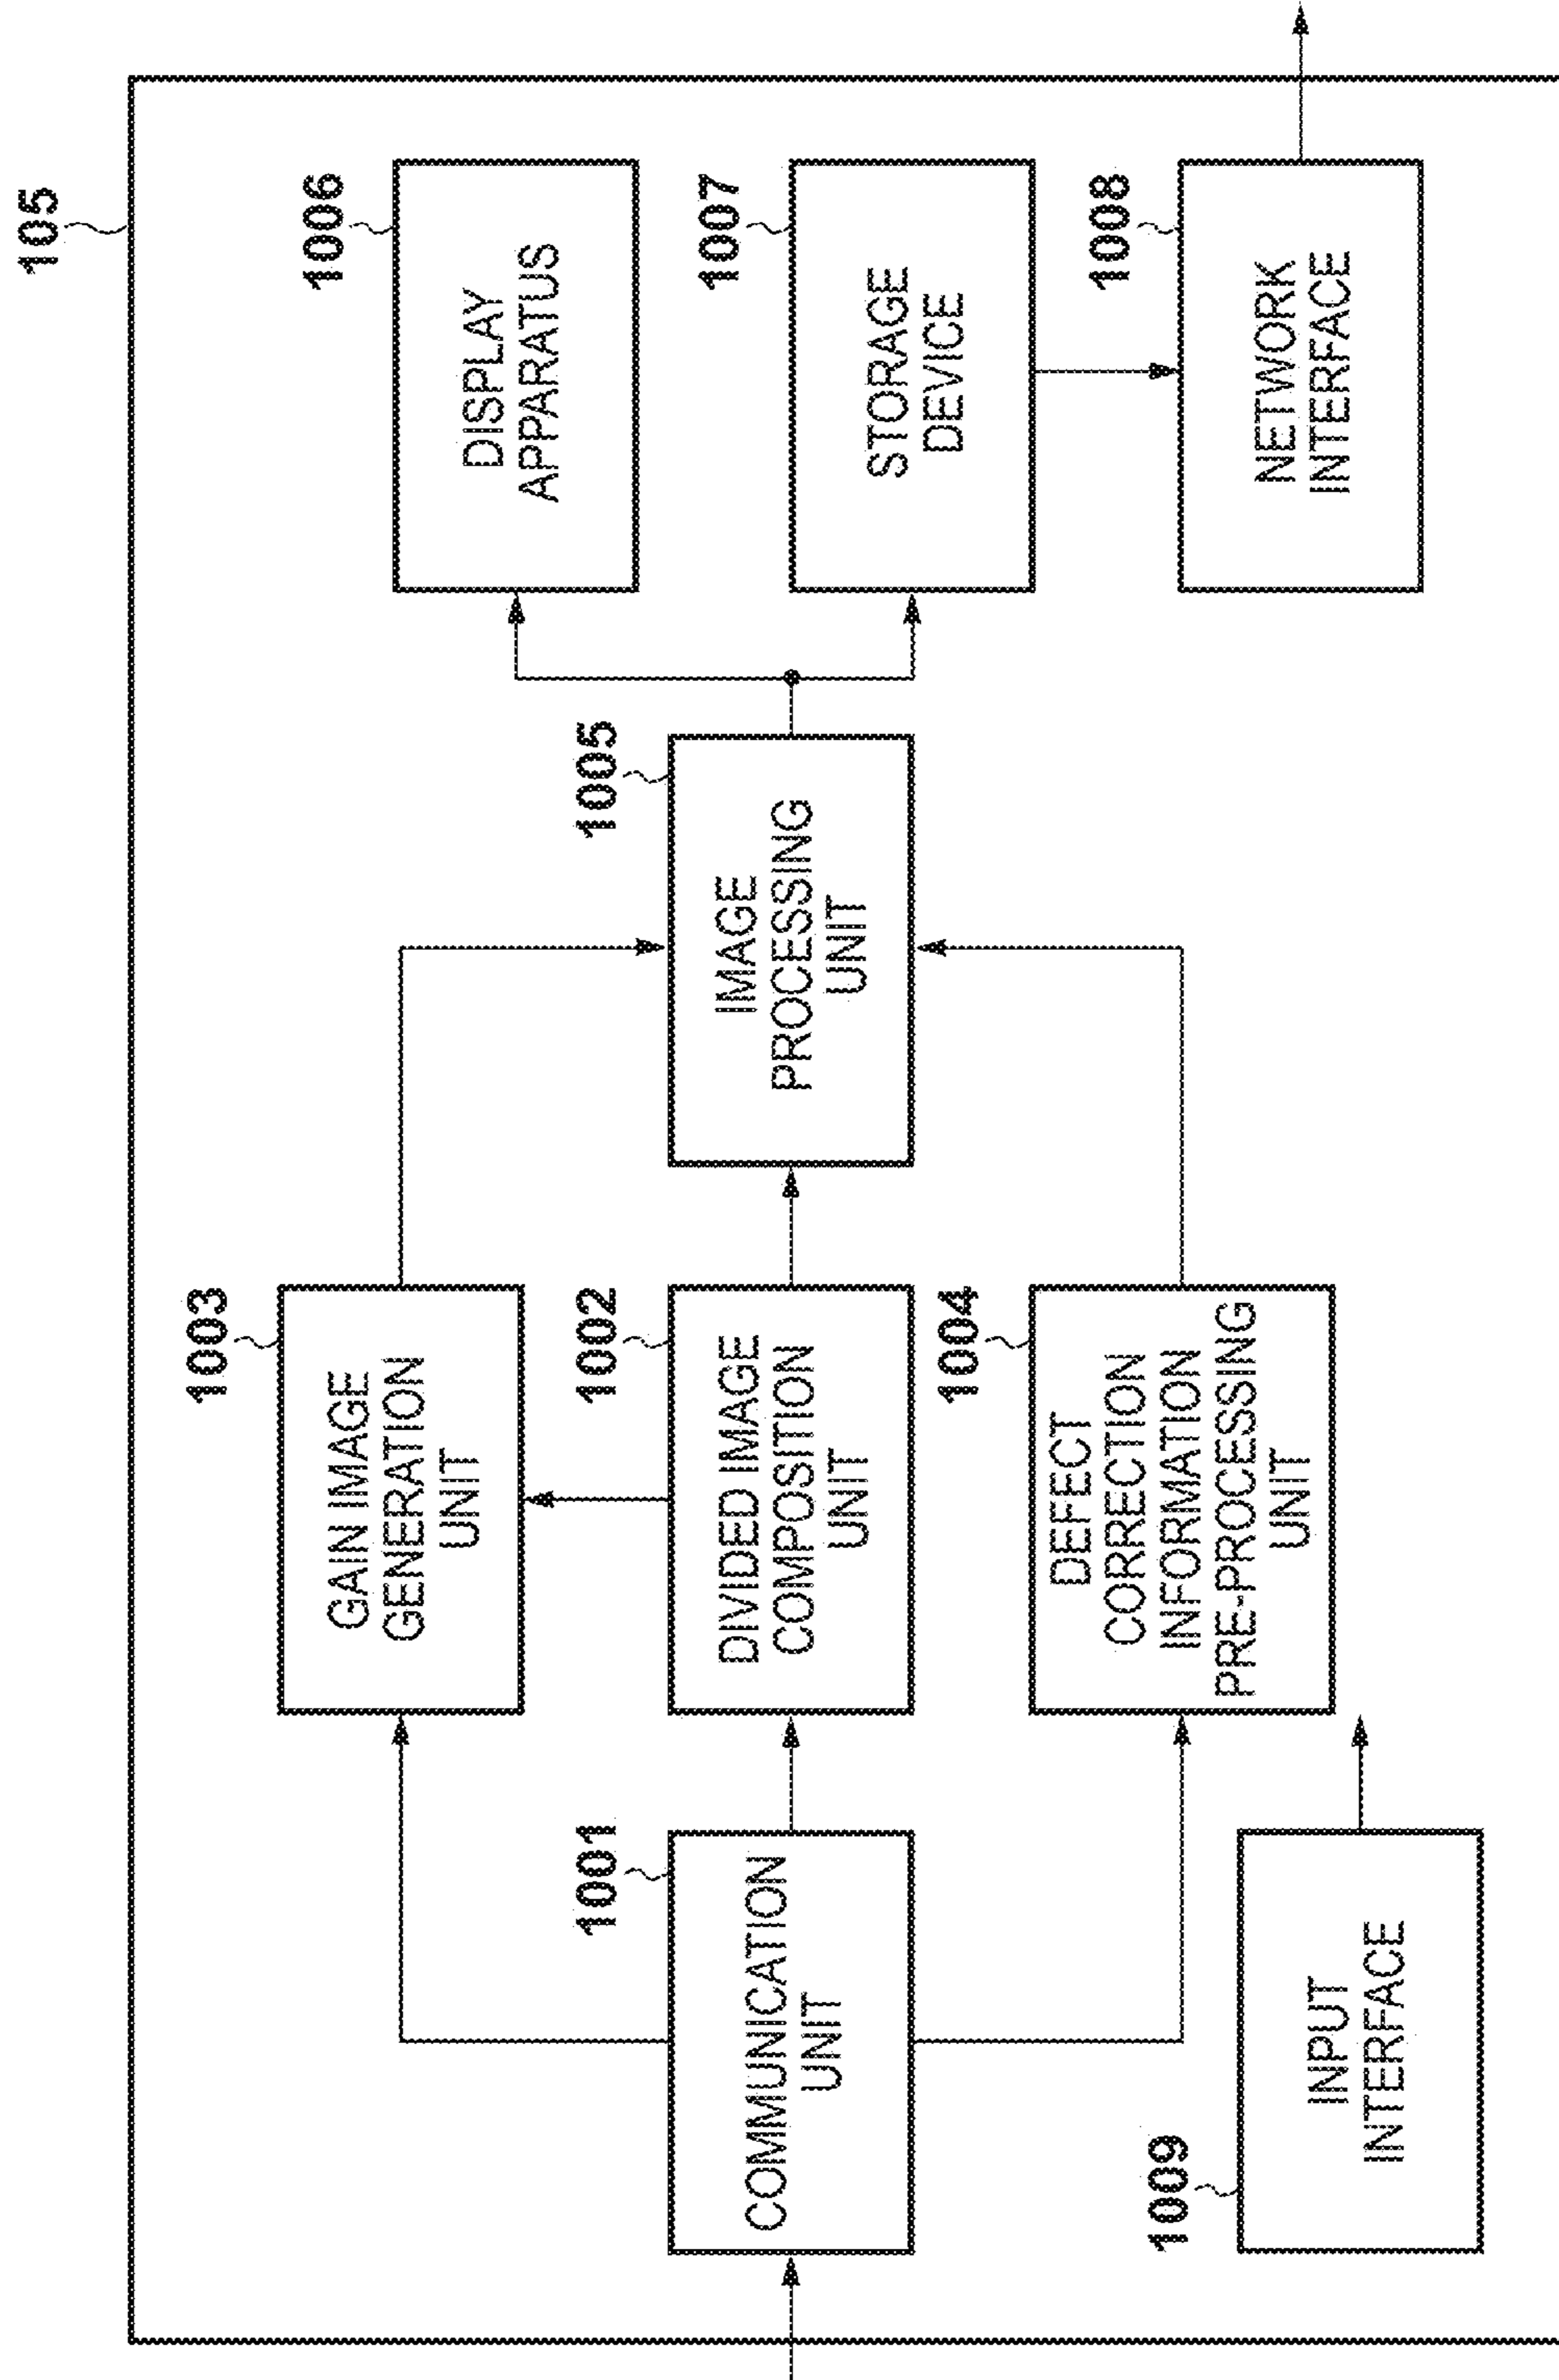 105
1003
GAIN IMAGE
GENERATION
UNIT
1006
DISPLAY
APPARATUS
1001
COMMUNICATION
UNIT
1002
DIVIDED IMAGE
COMPOSITION
UNIT
1005
IMAGE
PROCESSING
UNIT
1007
STORAGE
DEVICE
1004
DEFECT
CORRECTION
INFORMATION
PRE-PROCESSING
UNIT
1008
NETWORK
INTERFACE
1009
INPUT
INTERFACE